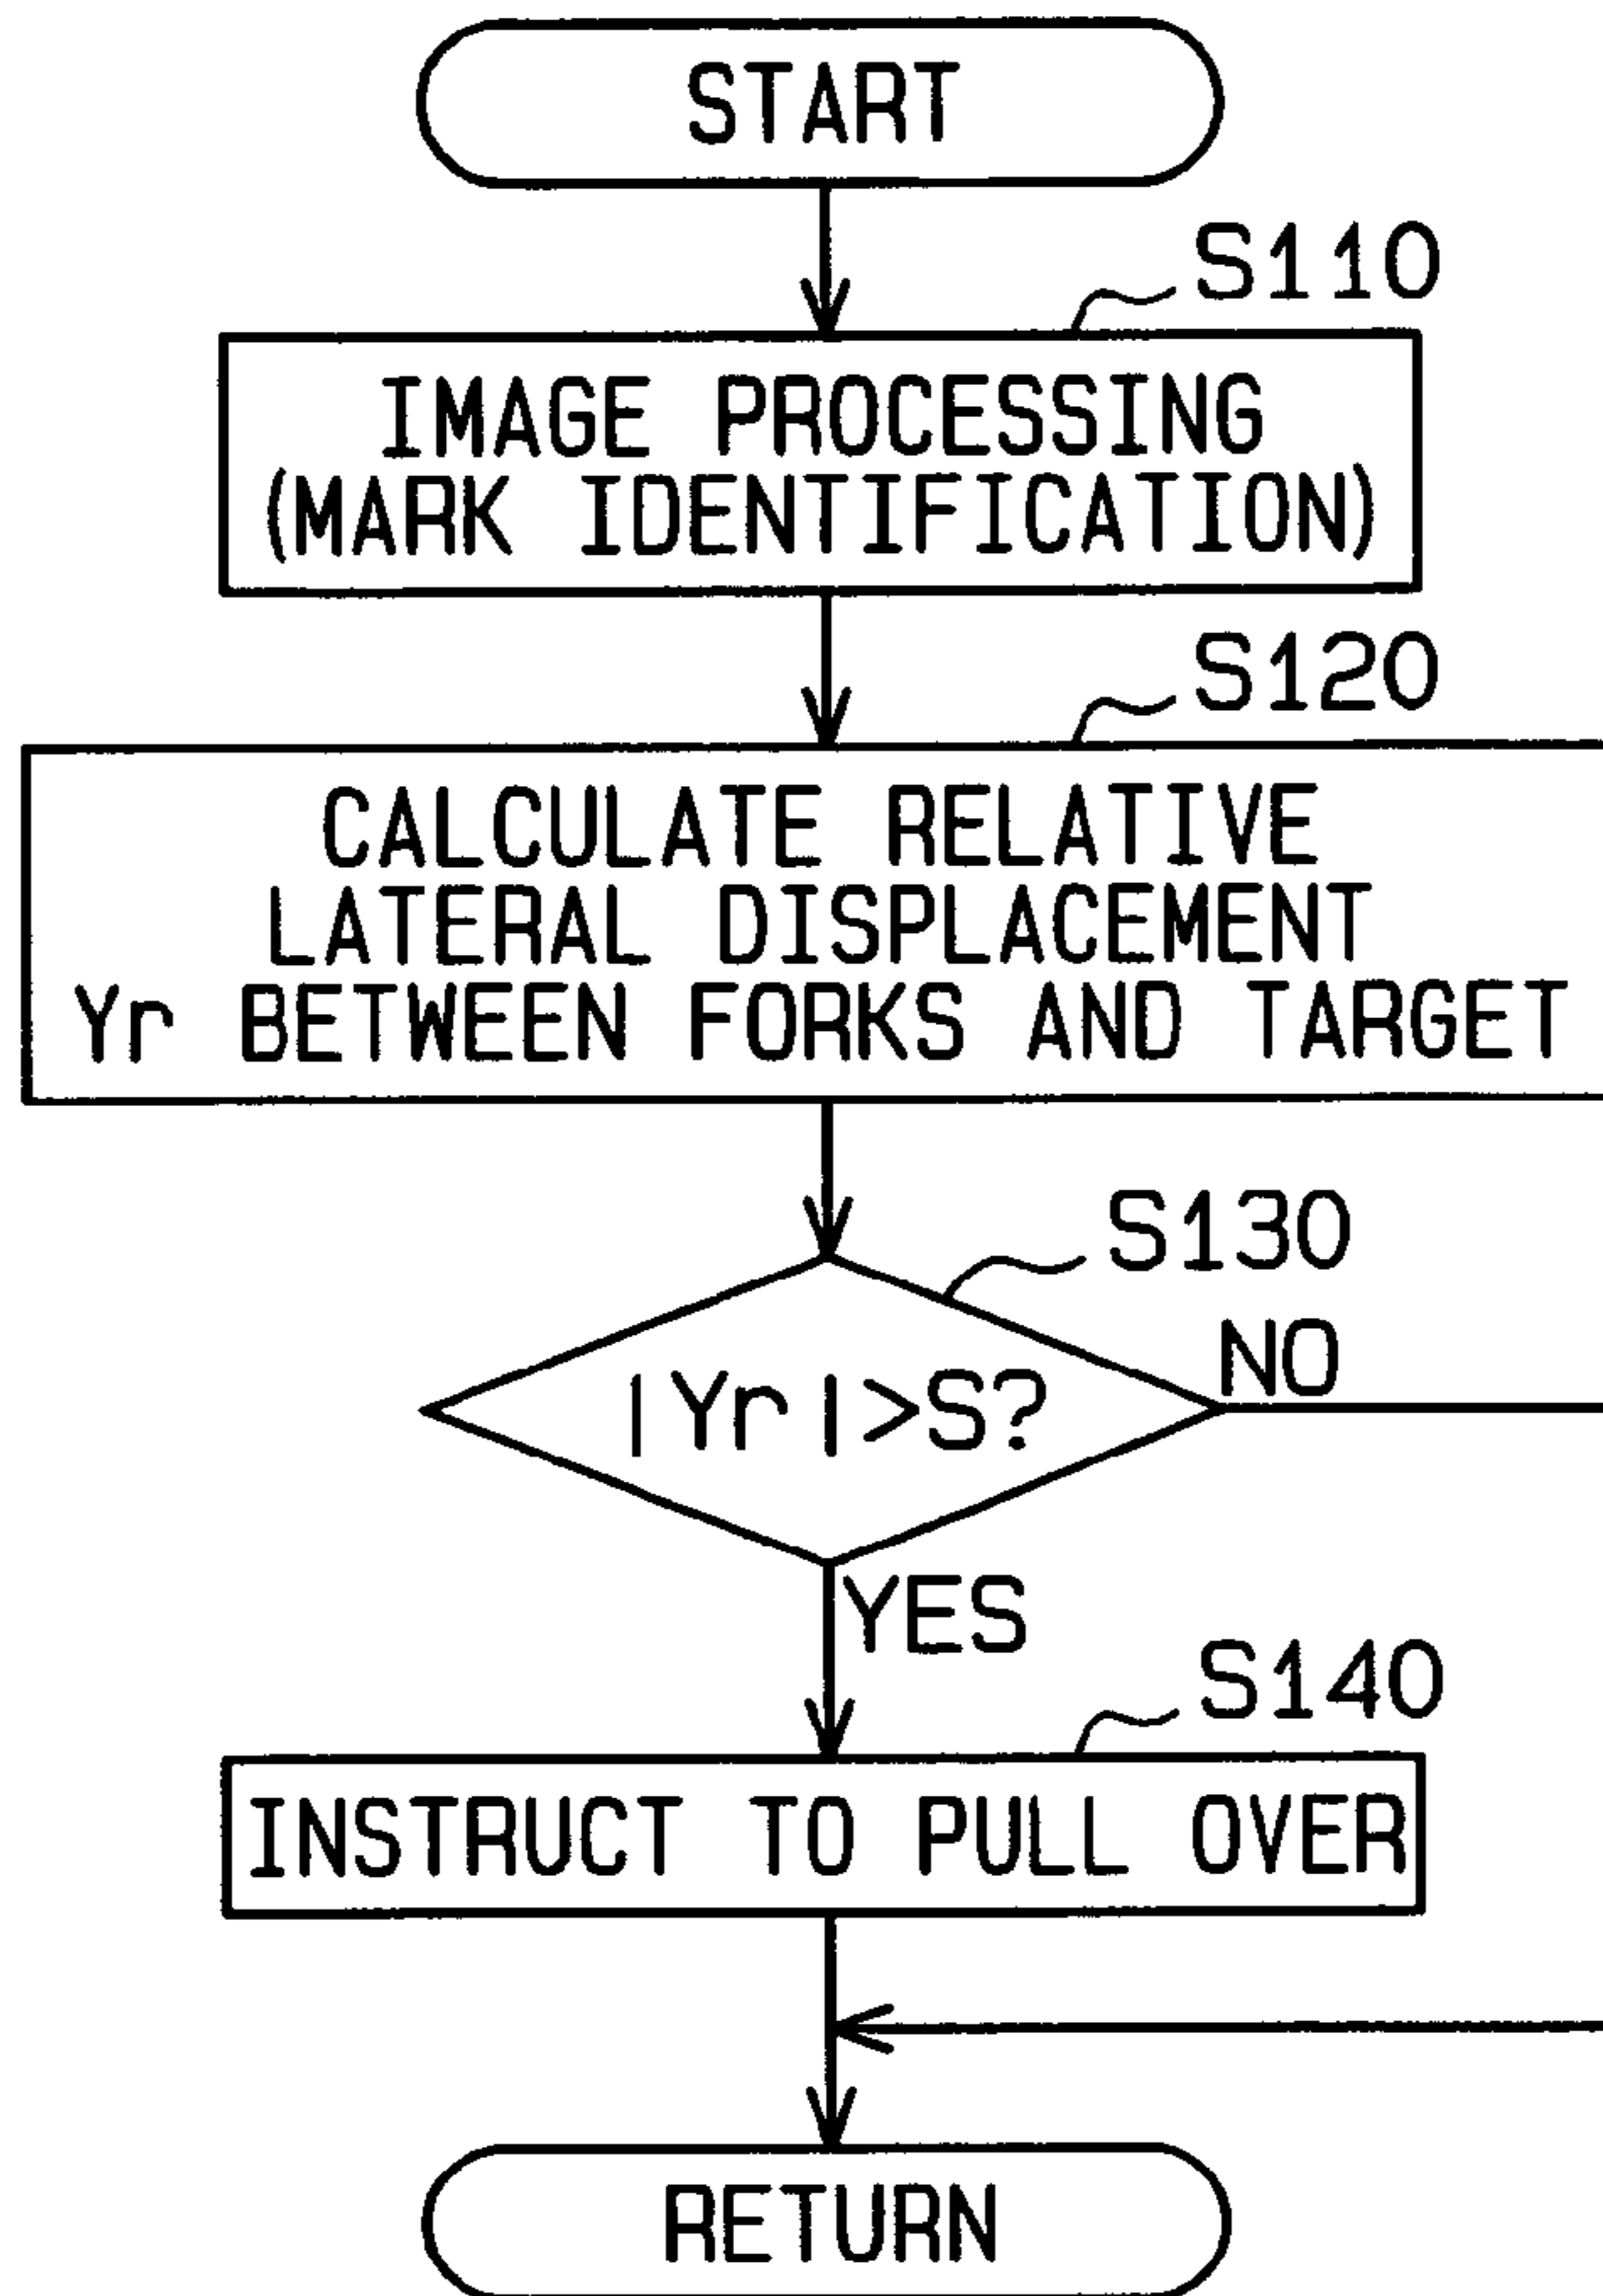 START
S110
IMAGE PROCESSING
(MARK IDENTIFICATION)
S120
CALCULATE RELATIVE
LATERAL DISPLACEMENT
Yr BETWEEN FORKS AND TARGET
S130
|Yr|>S?
NO
YES
S140
INSTRUCT TO PULL OVER
RETURN